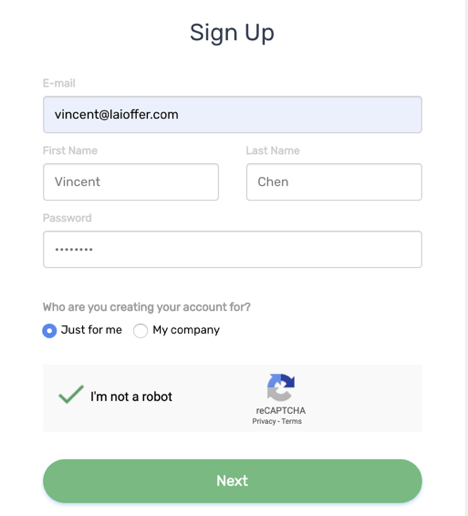 Sign Up
E-mail
vincent@laioffer.com
First Name Last Name
Vincent Chen
Password
••••••••
Who are you creating your account for?
Just for me My company
I'm not a robot
reCAPTCHA
Privacy - Terms
Next